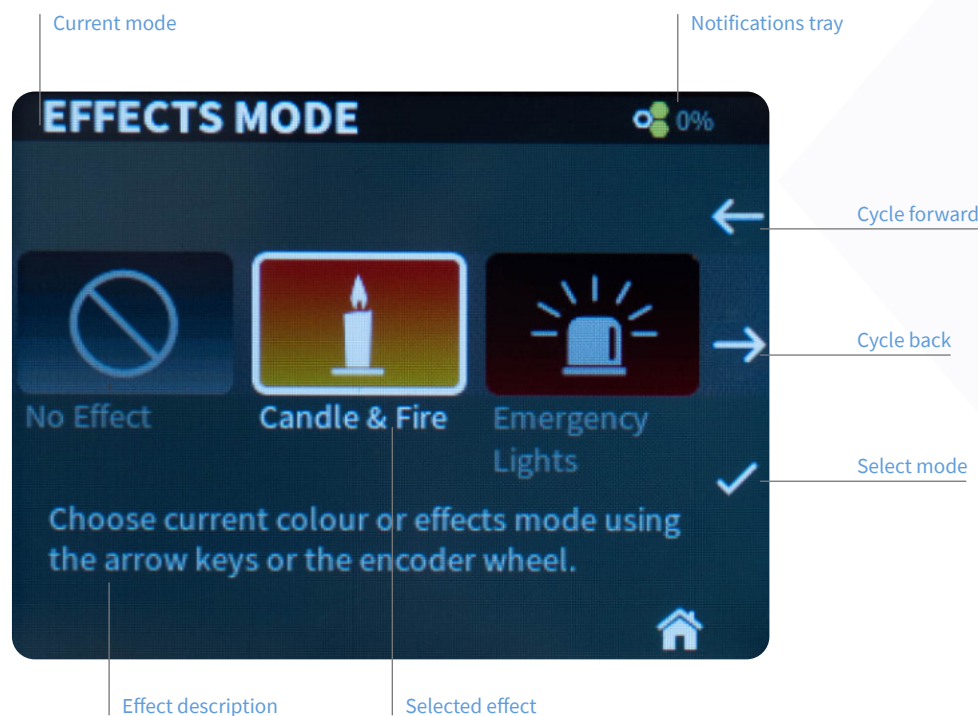 Current mode
Notifications tray
EFFECTS MODE
0%
Cycle forward
Cycle back
No Effect
Candle & Fire
Emergency
Lights
Select mode
Choose current colour or effects mode using
the arrow keys or the encoder wheel.
Effect description
Selected effect